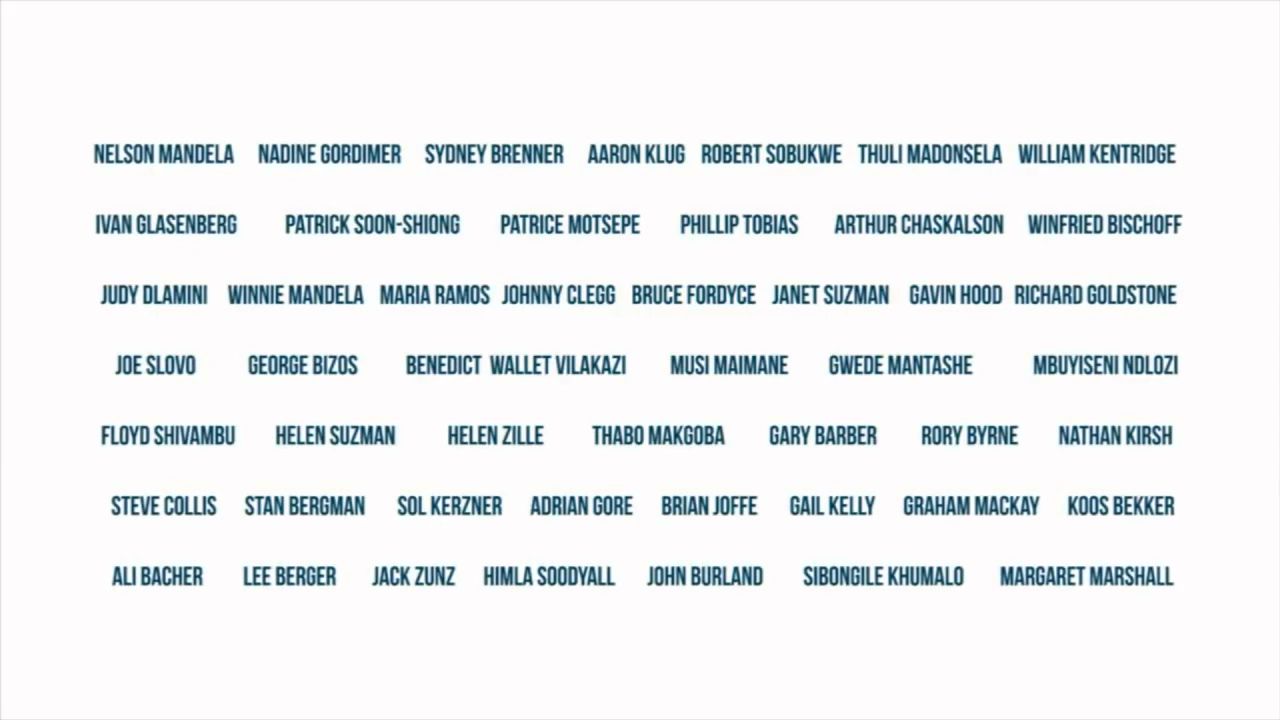 NELSON MANDELA NADINE GORDIMER SYDNEY BRENNER AARON KLUG ROBERT SOBUKWE THULI MADONSELA WILLIAM KENTRIDGE
IVAN GLASENBERG PATRICK SOON-SHIONG PATRICE MOTSEPE PHILLIP TOBIAS ARTHUR CHASKALSON WINFRIED BISCHOFF
JUDY DLAMINI WINNIE MANDELA MARIA RAMOS JOHNNY CLEGG BRUCE FORDYCE JANET SUZMAN GAVIN HOOD RICHARD GOLDSTONE
JOE SLOVO GEORGE BIZOS BENEDICT WALLET VILAKAZI MUSI MAIMANE GWEDE MANTASHE MBUYISENI NDLOZI
FLOYD SHIVAMBU HELEN SUZMAN HELEN ZILLE THABO MAKGOBA GARY BARBER RORY BYRNE NATHAN KIRSH
STEVE COLLIS STAN BERGMAN SOL KERZNER ADRIAN GORE BRIAN JOFFE GAIL KELLY GRAHAM MACKAY KOOS BEKKER
ALI BACHER LEE BERGER JACK ZUNZ HIMLA SOODYALL JOHN BURLAND SIBONGILE KHUMALO MARGARET MARSHALL